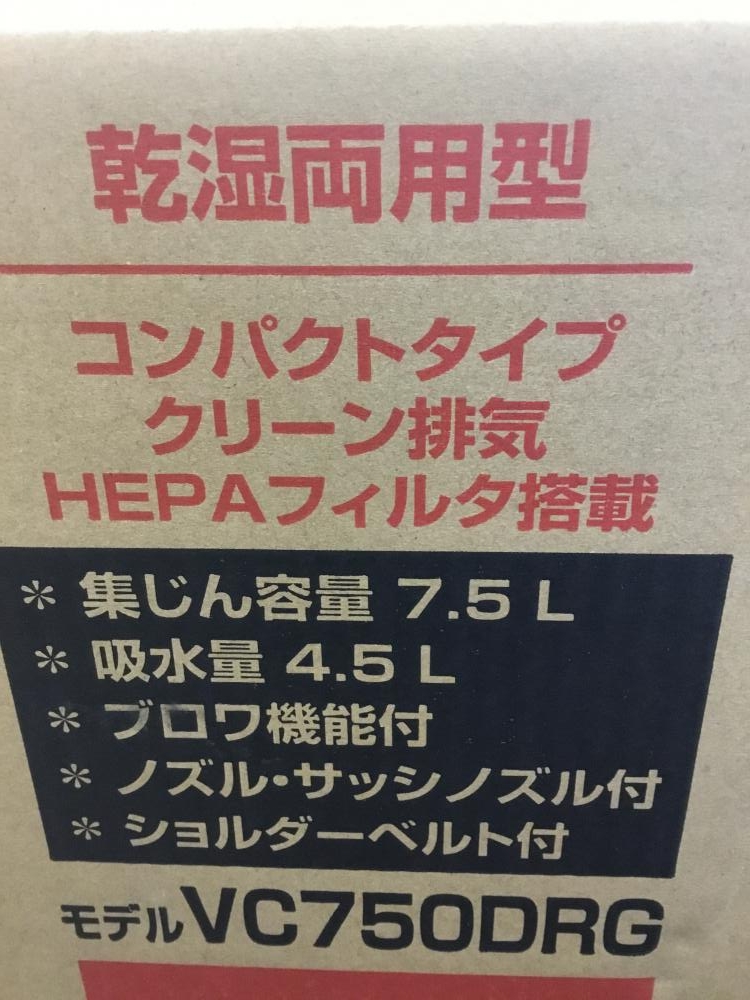 乾湿両用型
コンパクトタイプ
クリーン排気
HEPAフィルタ搭載
* 集じん容量 7.5 L
* 吸水量 4.5 L
* ブロワ機能付
* ノズル・サッシノズル付
* ショルダーベルト付
モデルVC750DRG